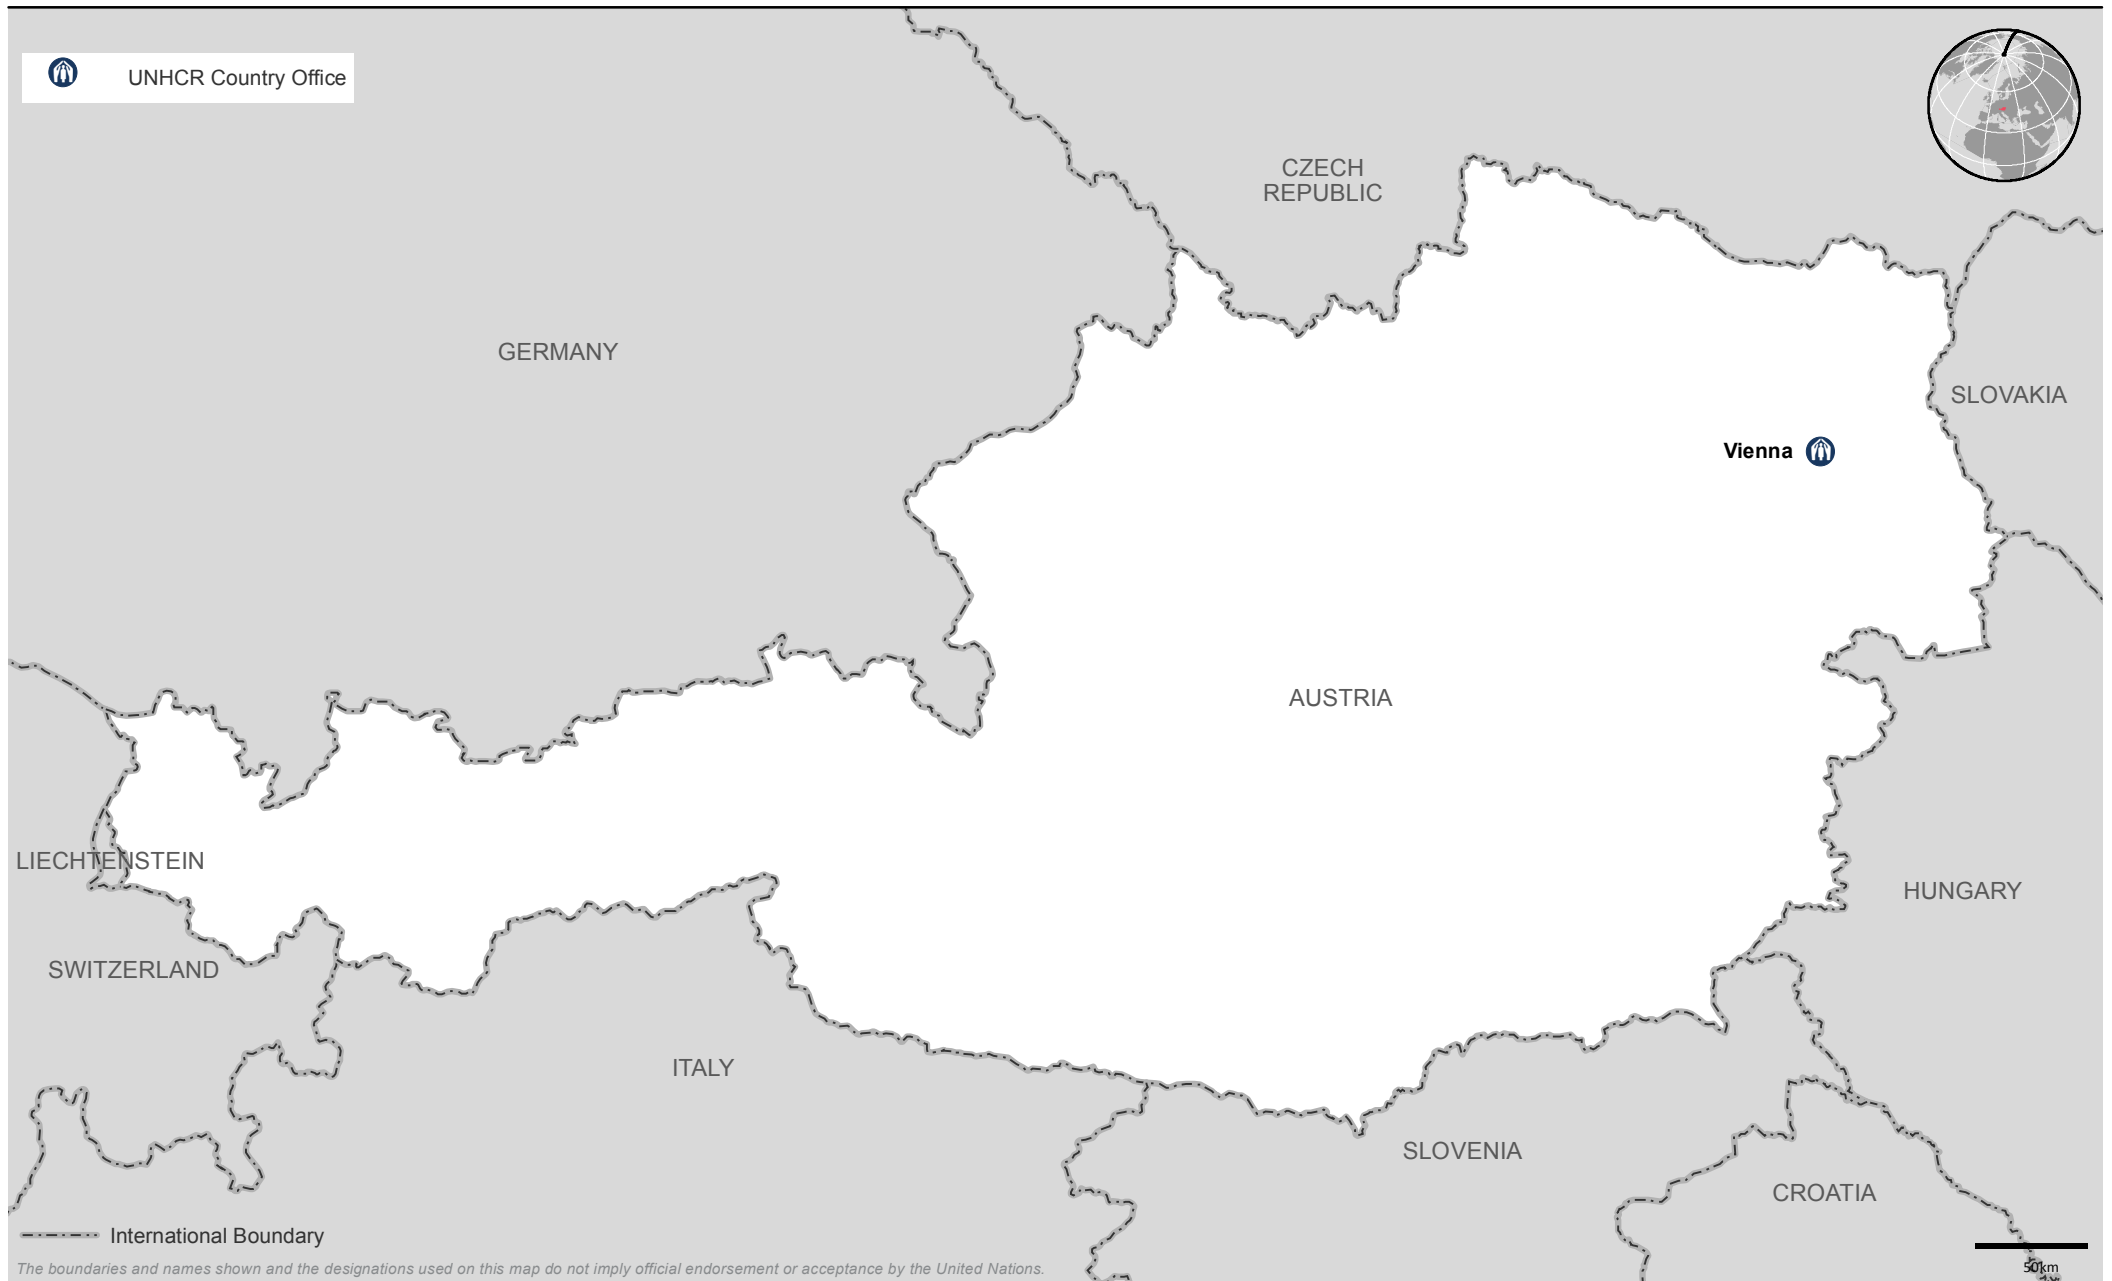 UNHCR Country Office
CZECH
REPUBLIC
GERMANY
SLOVAKIA
Vienna
AUSTRIA
LIECHTENSTEIN
HUNGARY
SWITZERLAND
ITALY
SLOVENIA
CROATIA
International Boundary
50km
The boundaries and names shown and the designations used on this map do not imply official endorsement or acceptance by the United Nations.